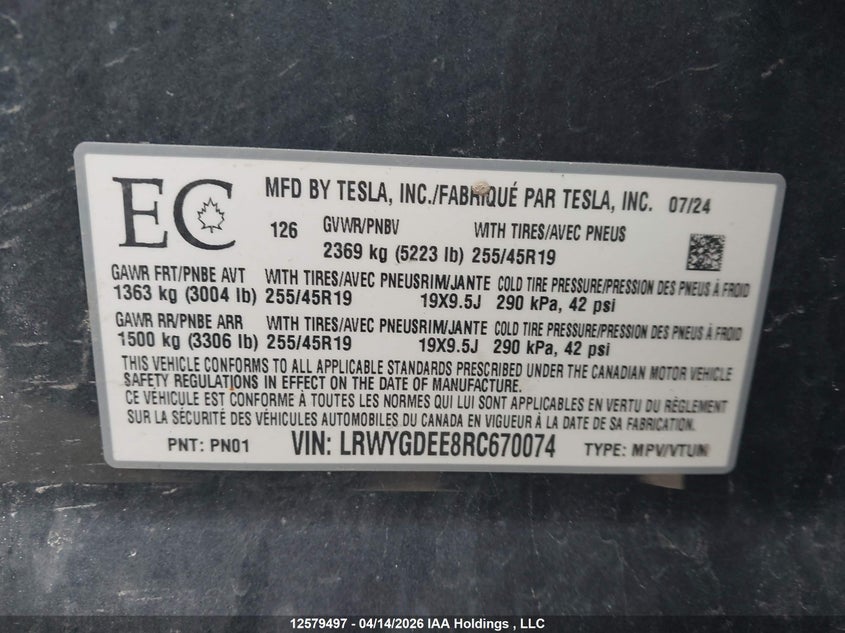 EC
MFD BY TESLA, INC./FABRIQUÉ PAR TESLA, INC. 07/24
126 GVWR/PNBV WITH TIRES/AVEC PNEUS
2369 kg (5223 lb) 255/45R19
GAWR FRT/PNBE AVT WITH TIRES/AVEC PNEUS RIM/JANTE COLD TIRE PRESSURE/PRESSION DES PNEUS À FROID
1363 kg (3004 lb) 255/45R19 19X9.5J 290 kPa, 42 psi
GAWR RR/PNBE ARR WITH TIRES/AVEC PNEUS RIM/JANTE COLD TIRE PRESSURE/PRESSION DES PNEUS À FROID
1500 kg (3306 lb) 255/45R19 19X9.5J 290 kPa, 42 psi
THIS VEHICLE CONFORMS TO ALL APPLICABLE STANDARDS PRESCRIBED UNDER THE CANADIAN MOTOR VEHICLE
SAFETY REGULATIONS IN EFFECT ON THE DATE OF MANUFACTURE.
CE VÉHICULE EST CONFORME À TOUTES LES NORMES QUI LUI SONT APPLICABLES EN VERTU DU RÈGLEMENT
SUR LA SÉCURITÉ DES VÉHICULES AUTOMOBILES DU CANADA EN VIGUEUR À LA DATE DE SA FABRICATION.
PNT: PN01 VIN: LRWYGDEE8RC670074 TYPE: MPV/VTUM
12579497 - 04/14/2026 IAA Holdings , LLC